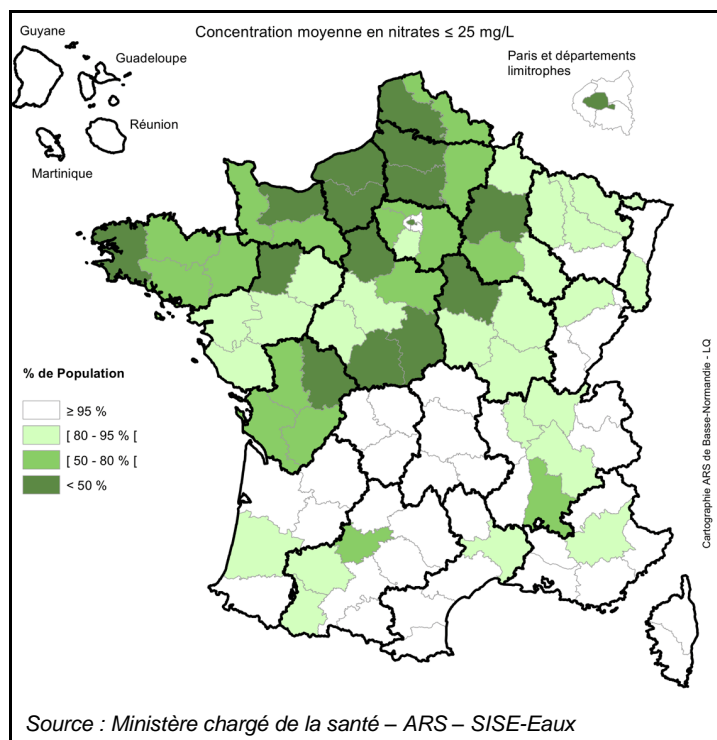 Concentration moyenne en nitrates ≤ 25 mg/L
Guyane
Guadeloupe
Réunion
Martinique
Paris et départements
limitrophes
% de Population
≥ 95 %
[ 80 - 95 % [
[ 50 - 80 % [
< 50 %
Cartographie ARS de Basse-Normandie - LQ
Source : Ministère chargé de la santé – ARS – SISE-Eaux